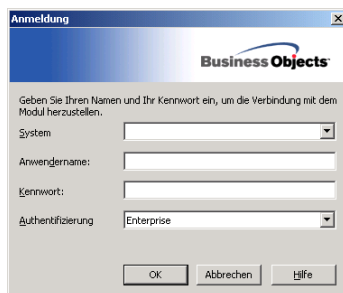 Anmeldung
Business Objects
Geben Sie Ihren Namen und Ihr Kennwort ein, um die Verbindung mit dem
Modul herzustellen.
System
Anwendername:
Kennwort:
Authentifizierung
Enterprise
OK
Abbrechen
Hilfe